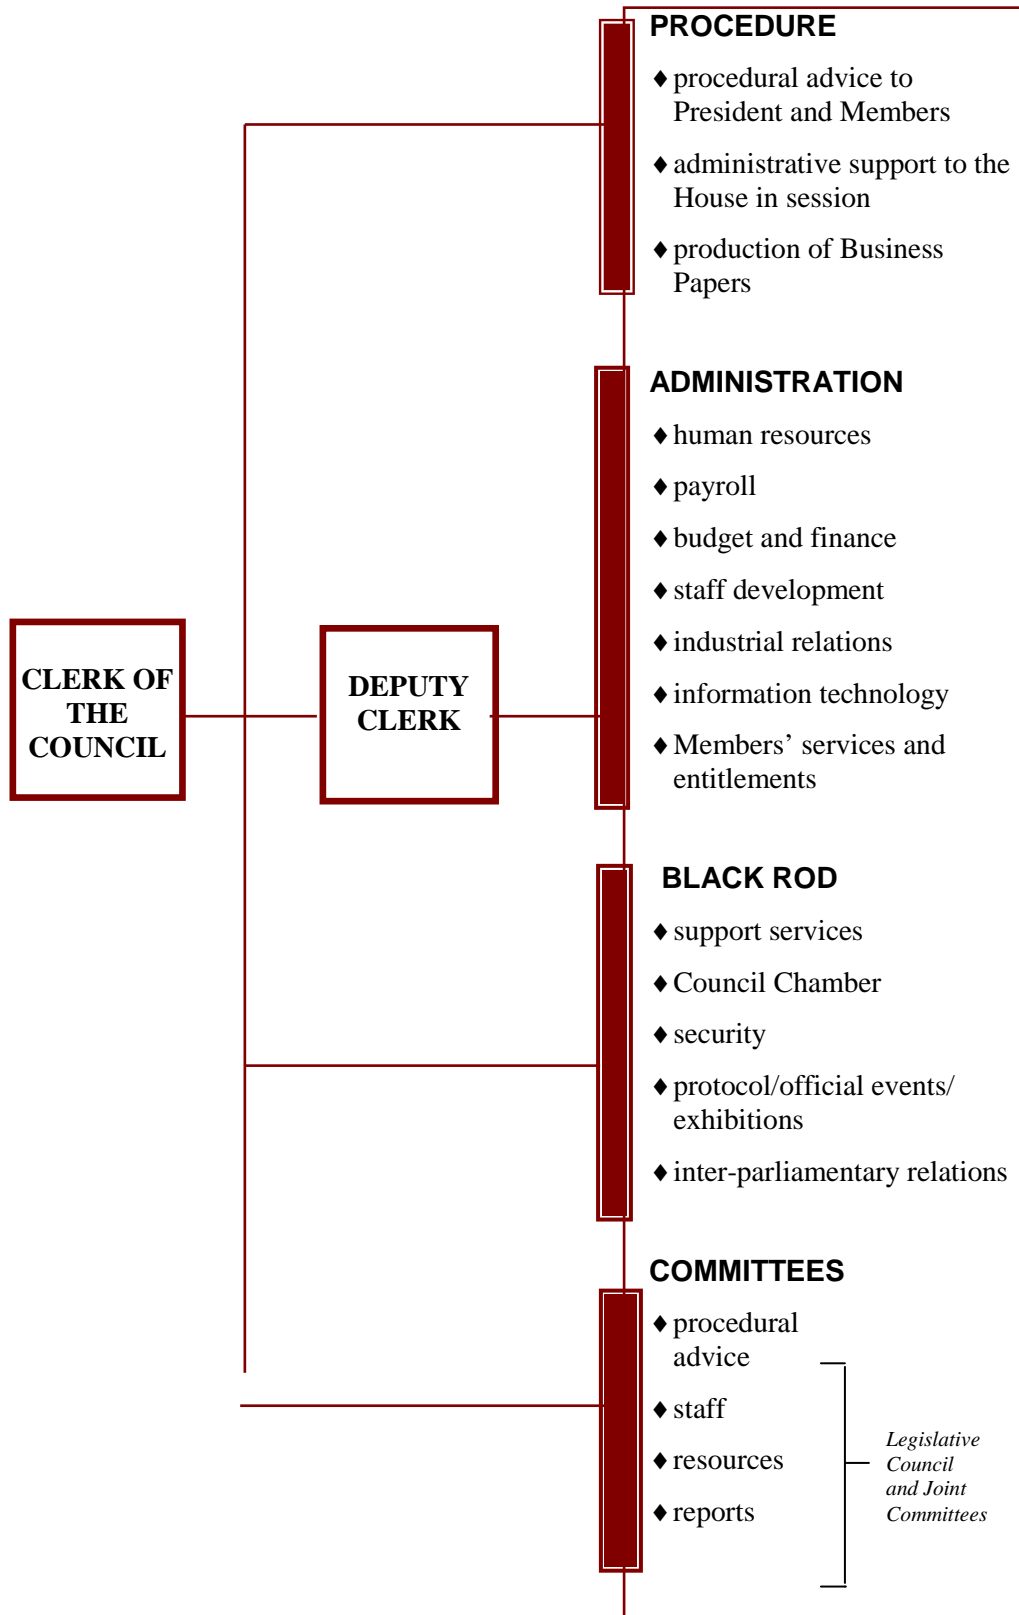 CLERK OF
THE
COUNCIL
DEPUTY
CLERK
PROCEDURE
♦ procedural advice to
President and Members
♦ administrative support to the
House in session
♦ production of Business
Papers
ADMINISTRATION
♦ human resources
♦ payroll
♦ budget and finance
♦ staff development
♦ industrial relations
♦ information technology
♦ Members’ services and
entitlements
BLACK ROD
♦ support services
♦ Council Chamber
♦ security
♦ protocol/official events/
exhibitions
♦ inter-parliamentary relations
COMMITTEES
♦ procedural
advice
♦ staff
♦ resources
♦ reports
Legislative
Council
and Joint
Committees